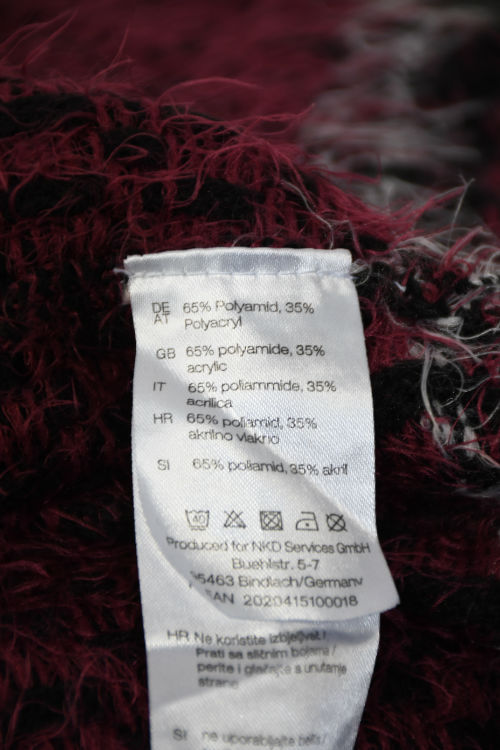 DE 65% Polyamid, 35%
AT Polyacryl
GB 65% polyamide, 35%
acrylic
IT 65% poliammide, 35%
acrilica
HR 65% poliamid, 35%
akrilno vlakno
SI 65% poliamid, 35% akril
40
Produced for NKD Services GmbH
Buehlstr. 5-7
95463 Bindlach/Germany
EAN 2020415100018
HR Ne koristite izbjeljivač /
Prati sa sličnim bojama /
perite i glačajte s unutarnje
strane
SI ne uporabljajte belila /